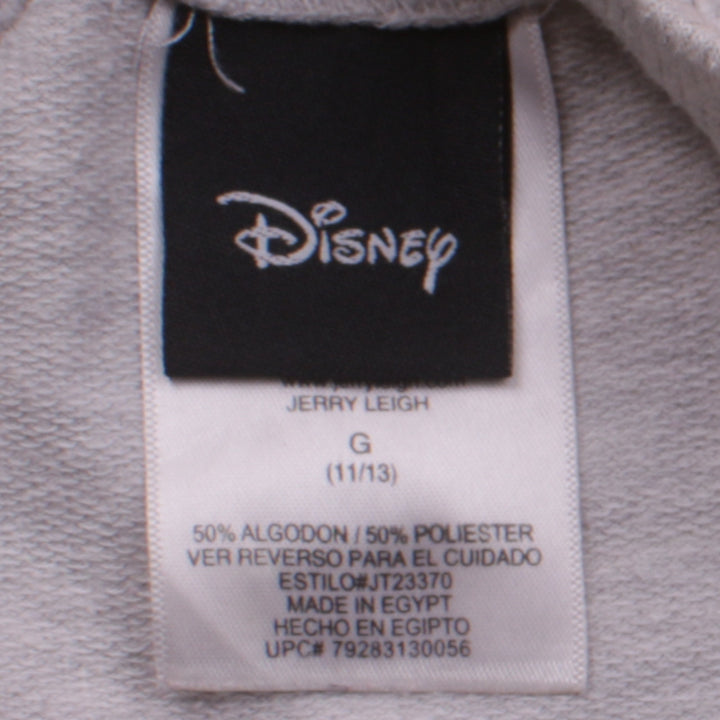 DISNEY
JERRY LEIGH
G
(11/13)
50% ALGODON / 50% POLIESTER
VER REVERSO PARA EL CUIDADO
ESTILO#JT23370
MADE IN EGYPT
HECHO EN EGIPTO
UPC# 79283130056